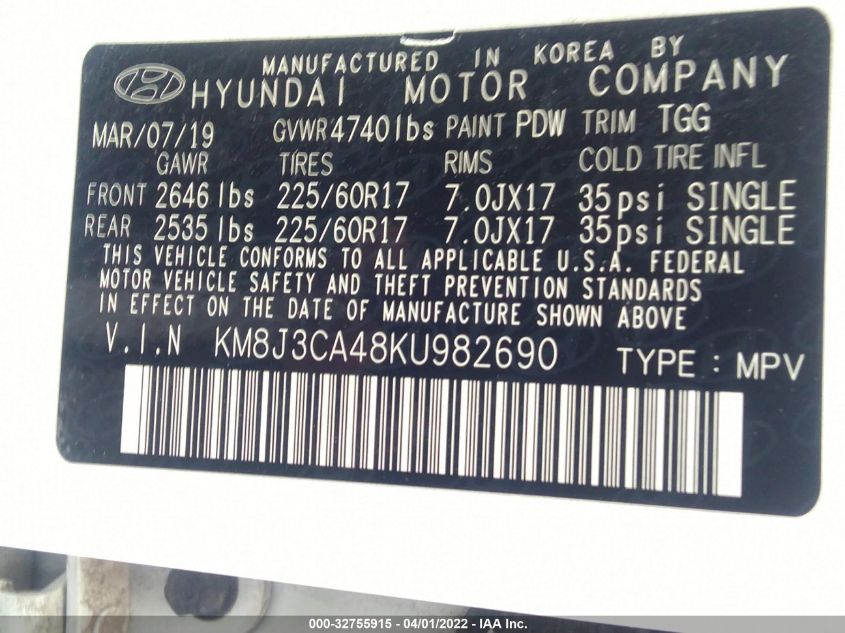 MANUFACTURED IN KOREA BY
HYUNDAI MOTOR COMPANY
MAR/07/19 GVWR 4740 lbs PAINT PDW TRIM TGG
GAWR TIRES RIMS COLD TIRE INFL
FRONT 2646 lbs 225/60R17 7.0JX17 35psi SINGLE
REAR 2535 lbs 225/60R17 7.0JX17 35psi SINGLE
THIS VEHICLE CONFORMS TO ALL APPLICABLE U.S.A. FEDERAL
MOTOR VEHICLE SAFETY AND THEFT PREVENTION STANDARDS
IN EFFECT ON THE DATE OF MANUFACTURE SHOWN ABOVE.
V.I.N KM8J3CA48KU982690 TYPE : MPV
000-32755915 - 04/01/2022 - IAA Inc.